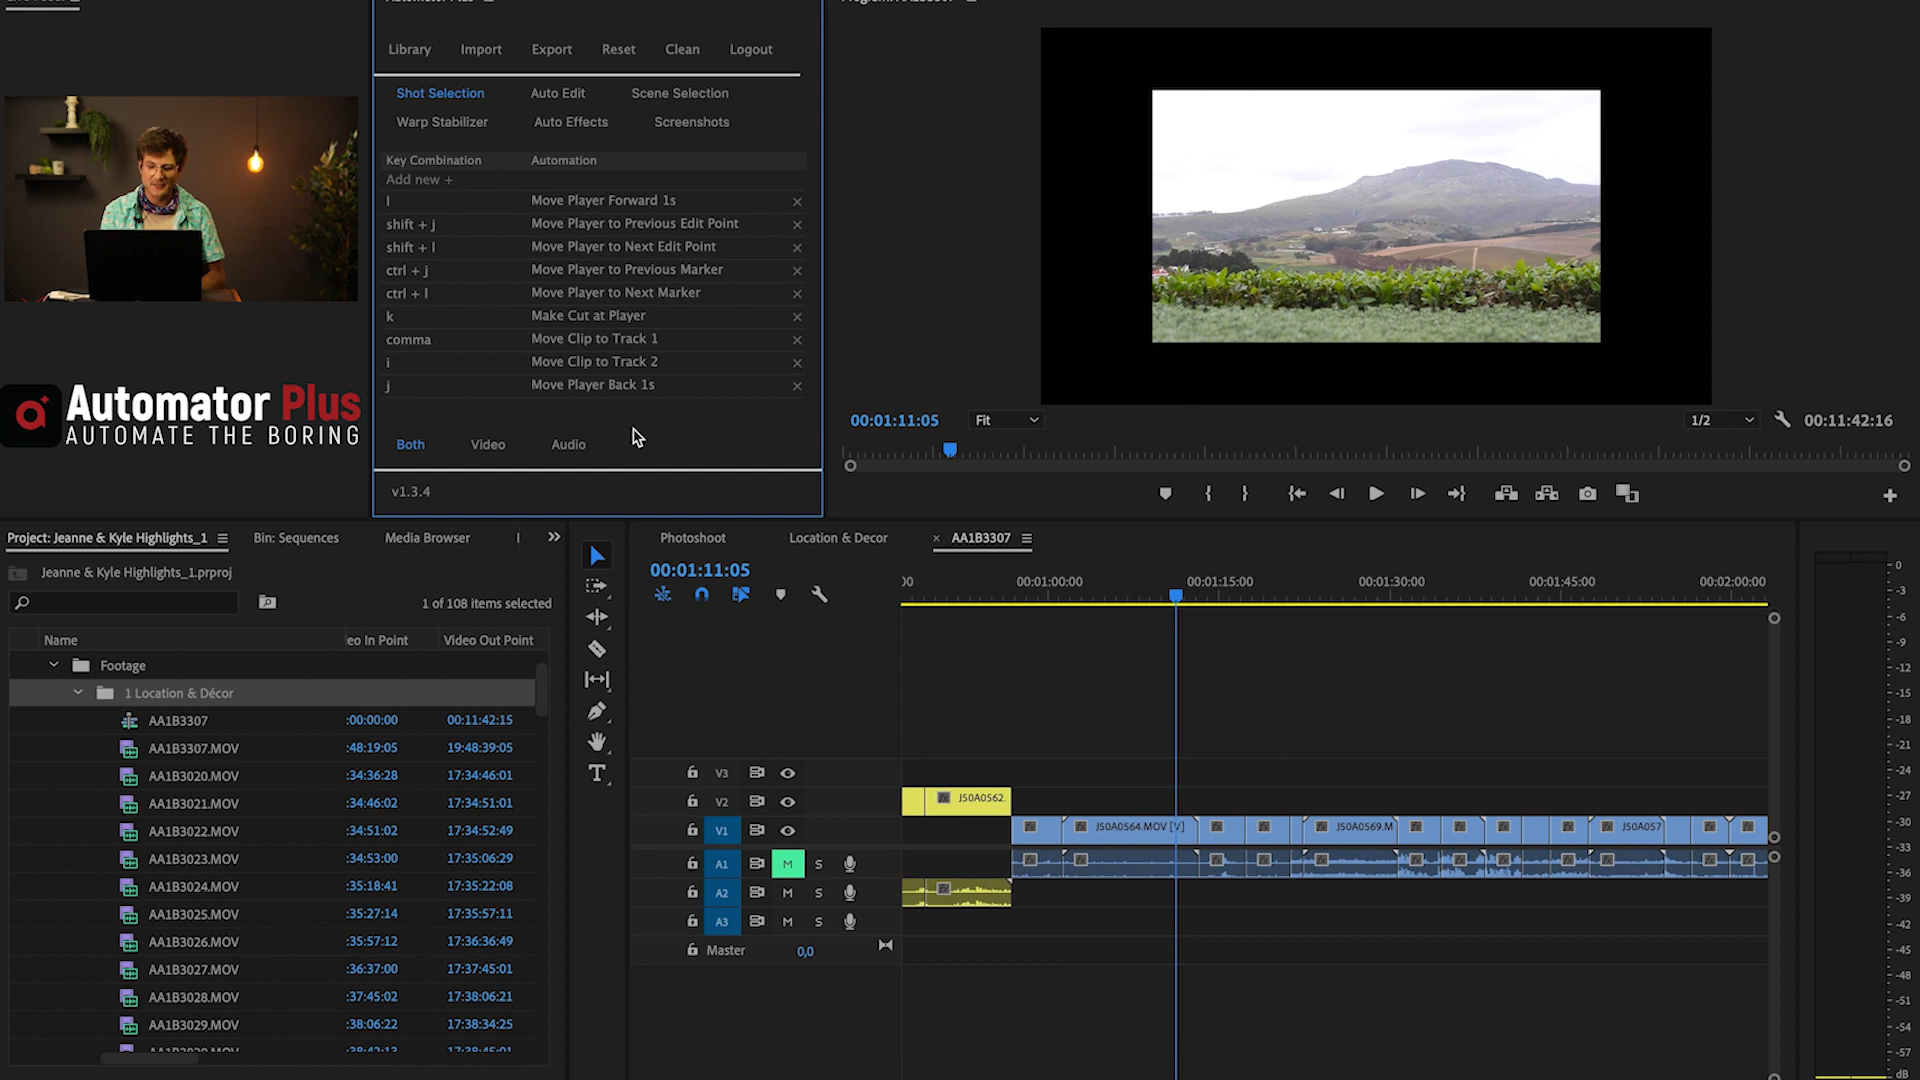 Library Import Export Reset Clean Logout
Shot Selection Auto Edit Scene Selection
Warp Stabilizer Auto Effects Screenshots
Key Combination Automation
Add new +
l Move Player Forward 1s
shift + j Move Player to Previous Edit Point
shift + l Move Player to Next Edit Point
ctrl + j Move Player to Previous Marker
ctrl + l Move Player to Next Marker
k Make Cut at Player
comma Move Clip to Track 1
i Move Clip to Track 2
j Move Player Back 1s
Both Video Audio
v1.3.4
Automator Plus
AUTOMATE THE BORING
00:01:11:05 Fit 1/2 00:11:42:16
Project: Jeanne & Kyle Highlights_1 Bin: Sequences Media Browser
Jeanne & Kyle Highlights_1.prproj
1 of 108 items selected
Name eo In Point Video Out Point
Footage
1 Location & Décor
AA1B3307 :00:00:00 00:11:42:15
AA1B3307.MOV :48:19:05 19:48:39:05
AA1B3020.MOV :34:36:28 17:34:46:01
AA1B3021.MOV :34:46:02 17:34:51:01
AA1B3022.MOV :34:51:02 17:34:52:49
AA1B3023.MOV :34:53:00 17:35:06:29
AA1B3024.MOV :35:18:41 17:35:22:08
AA1B3025.MOV :35:27:14 17:35:57:11
AA1B3026.MOV :35:57:12 17:36:36:49
AA1B3027.MOV :36:37:00 17:37:45:01
AA1B3028.MOV :37:45:02 17:38:06:21
AA1B3029.MOV :38:06:22 17:38:34:25
Photoshoot Location & Decor × AA1B3307
00:01:11:05
00 00:01:00:00 00:01:15:00 00:01:30:00 00:01:45:00 00:02:00:00
V3
V2 J50A0562.
V1 J50A0564.MOV [V] J50A0569.M J50A057
A1 M S
A2 M S
A3 M S
Master 0,0
0
-3
-6
-9
-12
-15
-18
-21
-24
-27
-30
-33
-36
-39
-42
-45
-48
-51
-54
-57
dB